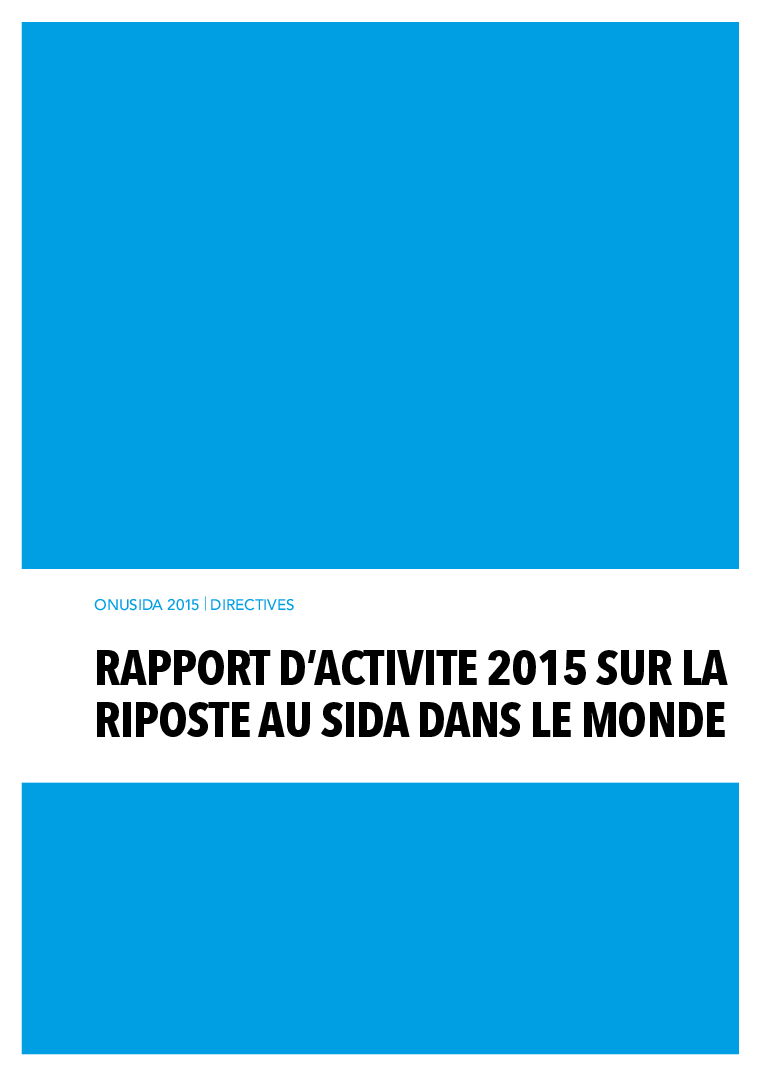 ONUSIDA 2015 | DIRECTIVES
RAPPORT D’ACTIVITE 2015 SUR LA
RIPOSTE AU SIDA DANS LE MONDE